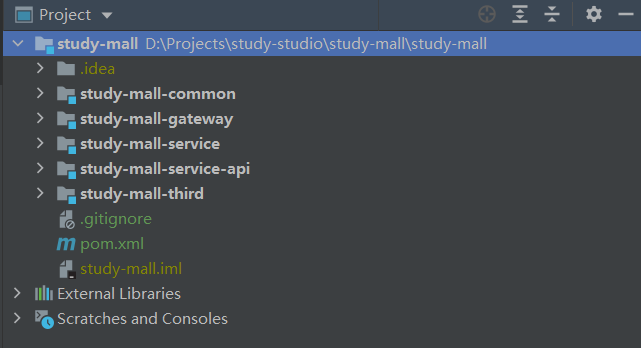 Project
study-mall D:\Projects\study-studio\study-mall\study-mall
.idea
study-mall-common
study-mall-gateway
study-mall-service
study-mall-service-api
study-mall-third
.gitignore
pom.xml
study-mall.iml
External Libraries
Scratches and Consoles